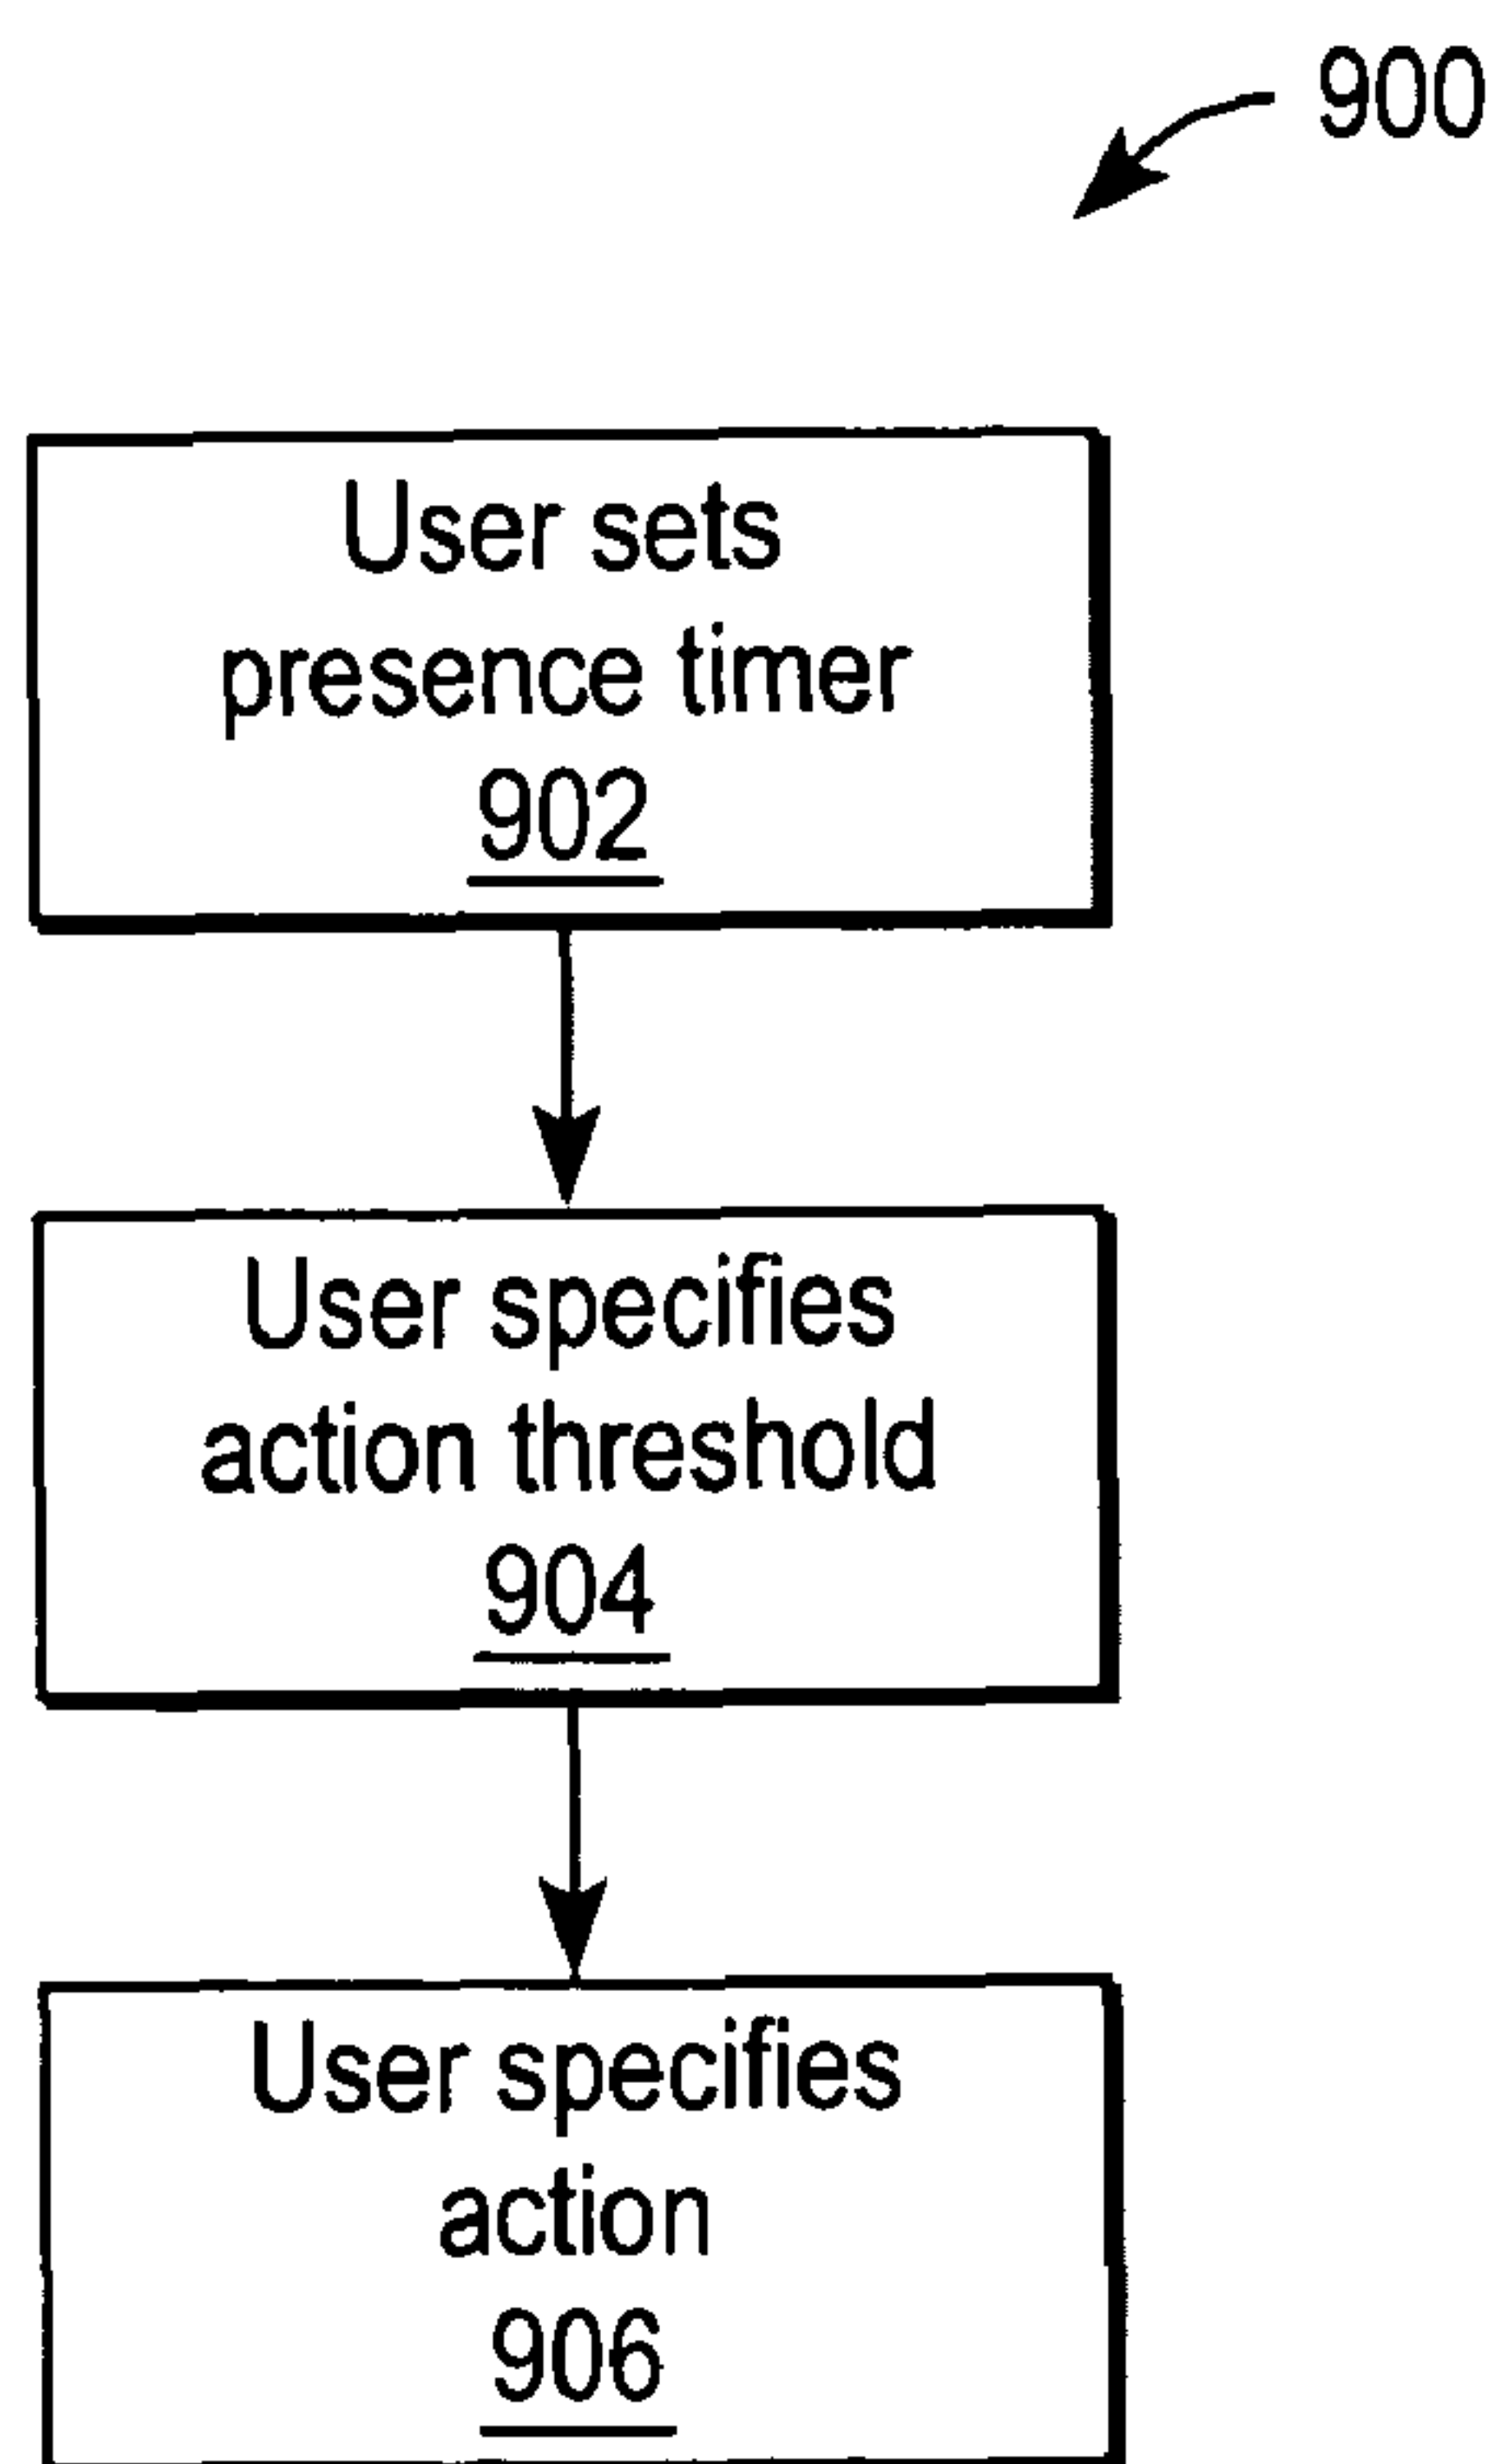 900
User sets
presence timer
902
User specifies
action threshold
904
User specifies
action
906